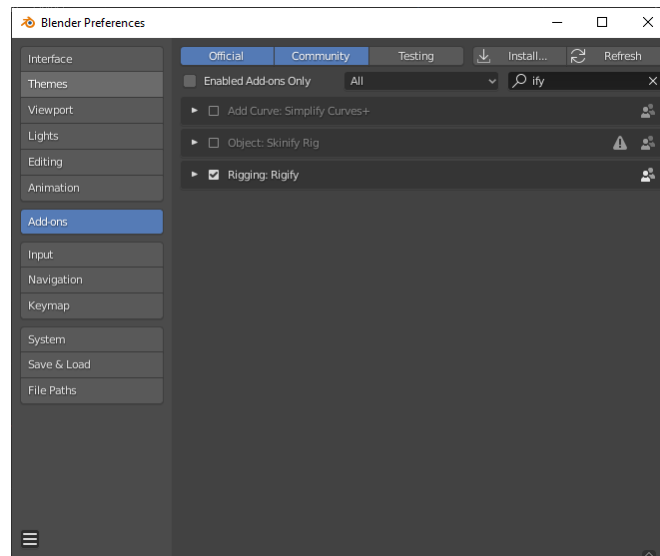 Blender Preferences
Interface
Themes
Viewport
Lights
Editing
Animation
Add-ons
Input
Navigation
Keymap
System
Save & Load
File Paths
Official Community Testing Install... Refresh
Enabled Add-ons Only All ify
Add Curve: Simplify Curves+
Object: Skinify Rig
Rigging: Rigify